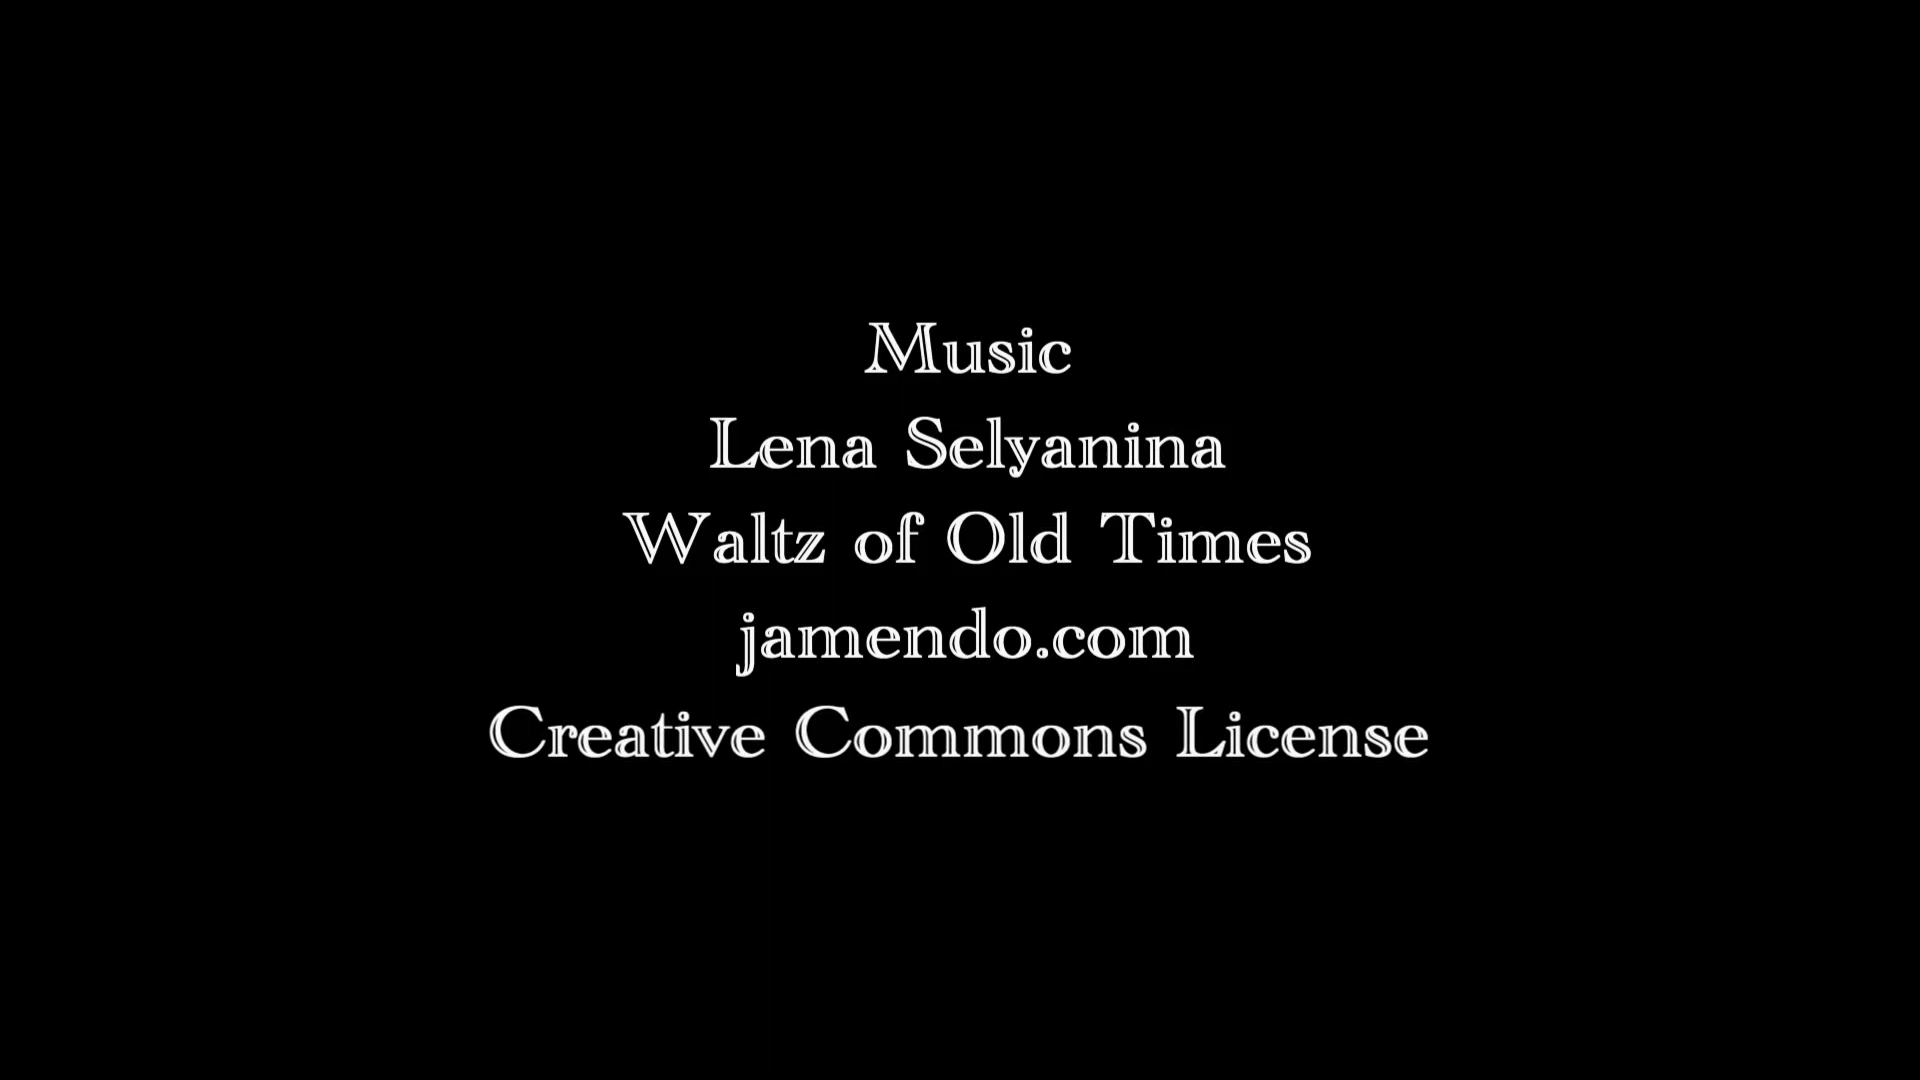 Music
Lena Selyanina
Waltz of Old Times
jamendo.com
Creative Commons License